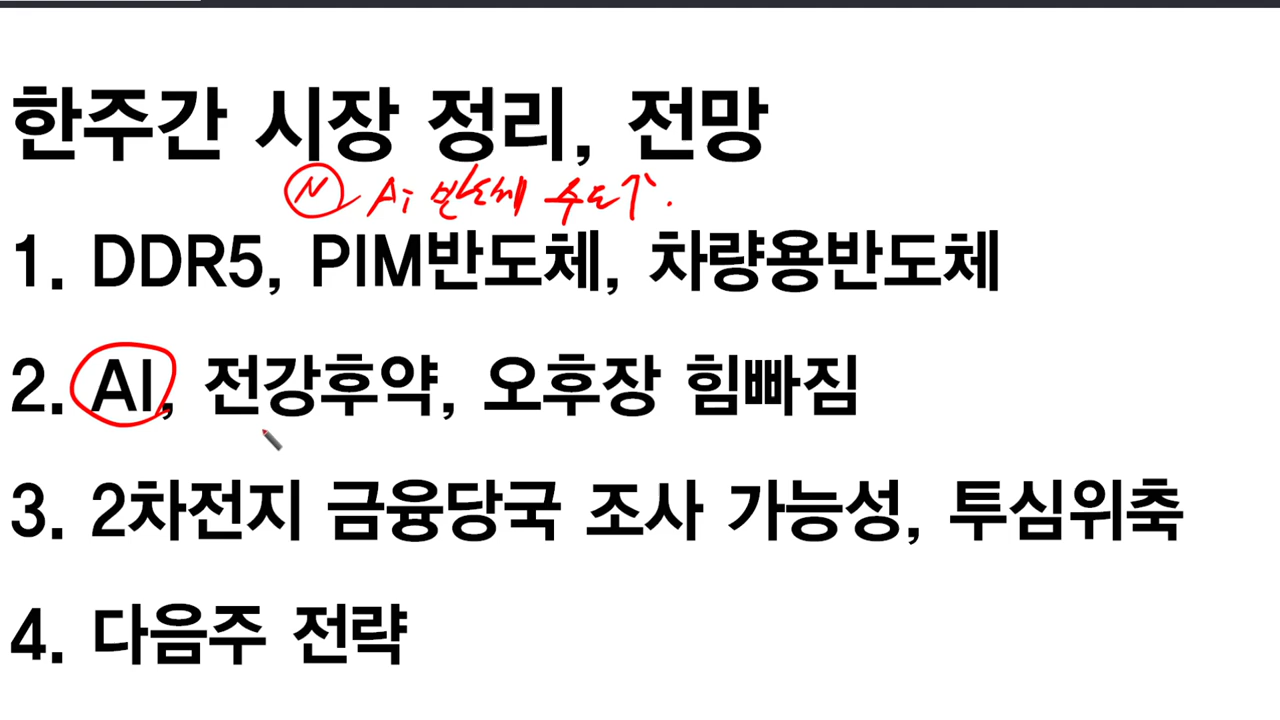 한주간 시장 정리, 전망
N Ai 반도체 수도↑.
1. DDR5, PIM반도체, 차량용반도체
2. AI, 전강후약, 오후장 힘빠짐
3. 2차전지 금융당국 조사 가능성, 투심위축
4. 다음주 전략